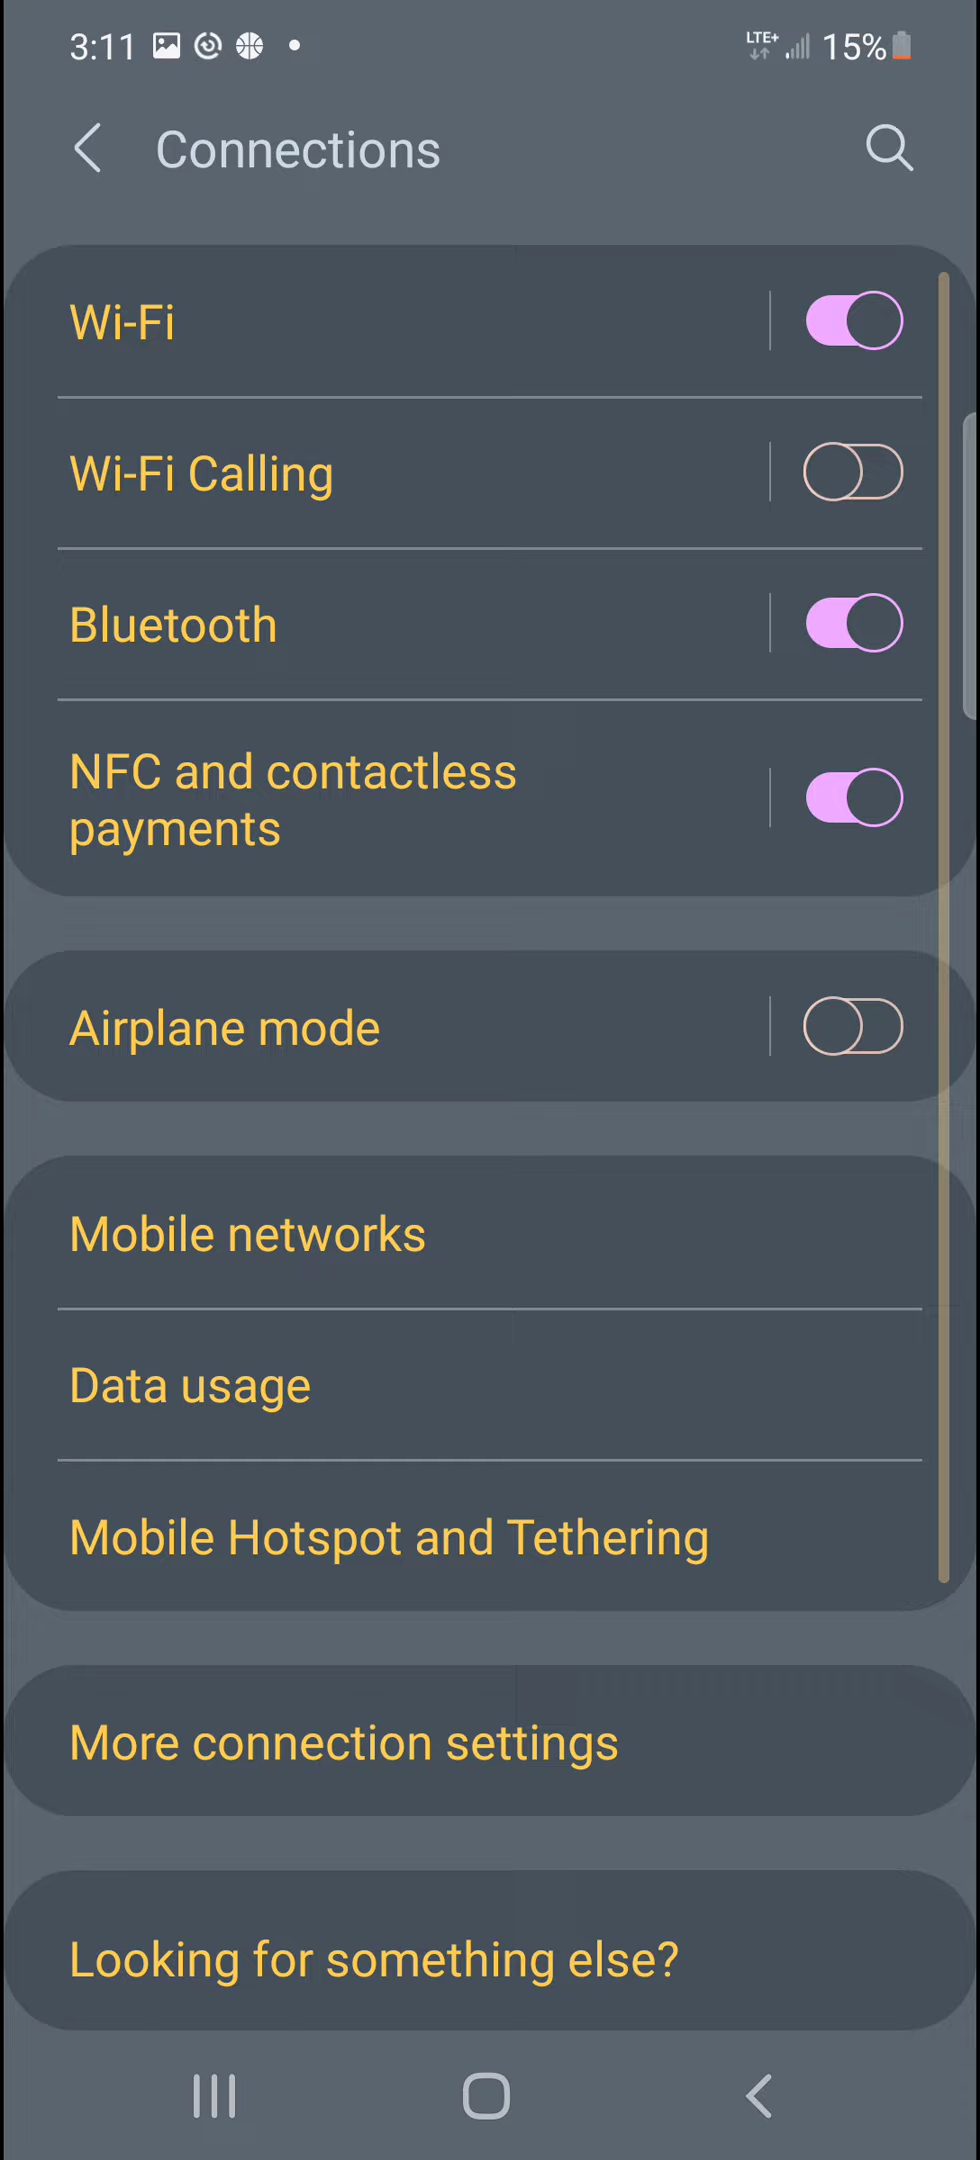 3:11 LTE+ 15%
Connections
Wi-Fi
Wi-Fi Calling
Bluetooth
NFC and contactless
payments
Airplane mode
Mobile networks
Data usage
Mobile Hotspot and Tethering
More connection settings
Looking for something else?